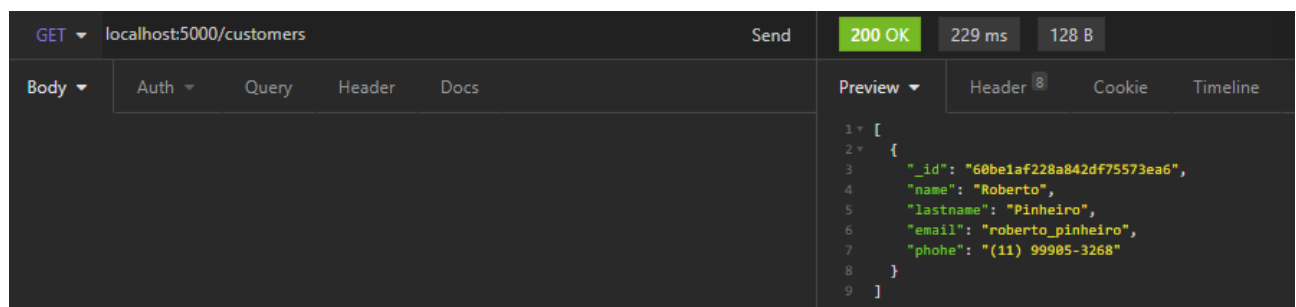 GET localhost:5000/customers Send
200 OK 229 ms 128 B
Body Auth Query Header Docs
Preview Header 8 Cookie Timeline
1 [
2 {
3 "_id": "60be1af228a842df75573ea6",
4 "name": "Roberto",
5 "lastname": "Pinheiro",
6 "email": "roberto_pinheiro",
7 "phohe": "(11) 99905-3268"
8 }
9 ]